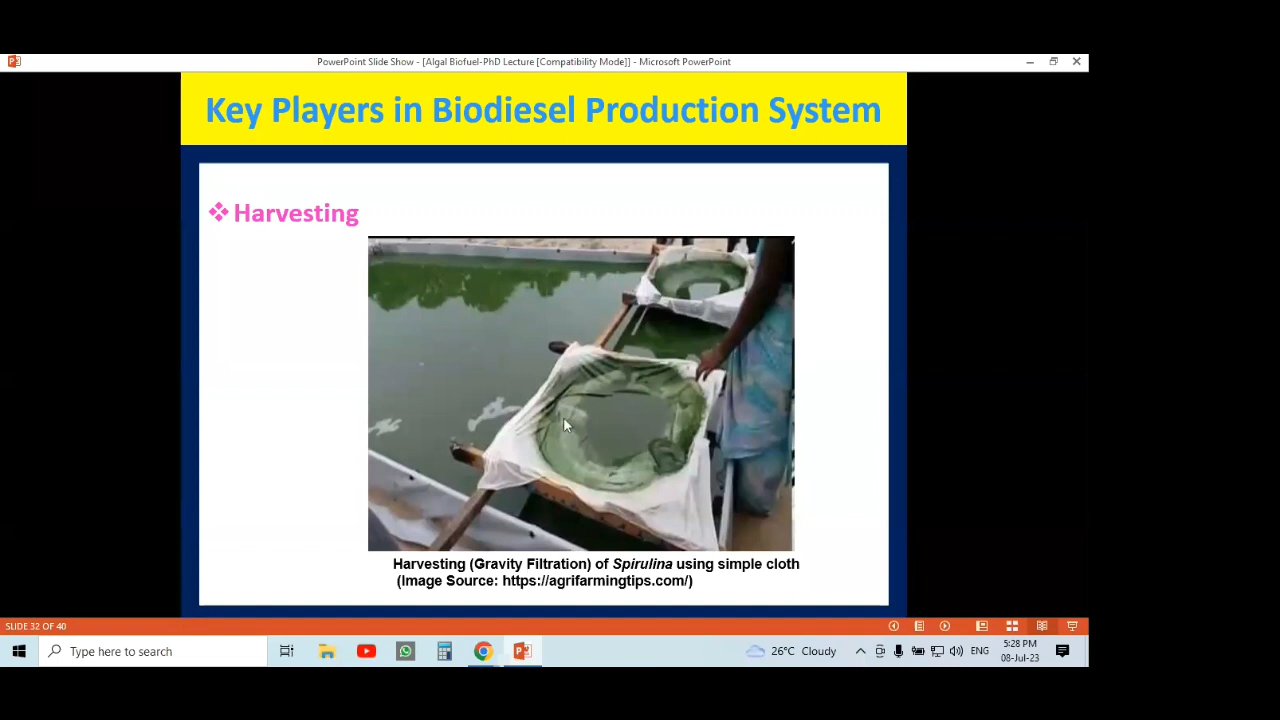 PowerPoint Slide Show - [Algal Biofuel-PhD Lecture [Compatibility Mode]] - Microsoft PowerPoint
Key Players in Biodiesel Production System
❖ Harvesting
Harvesting (Gravity Filtration) of Spirulina using simple cloth
(Image Source: https://agrifarmingtips.com/)
SLIDE 32 OF 40
Type here to search
26°C Cloudy
ENG
5:28 PM
08-Jul-23